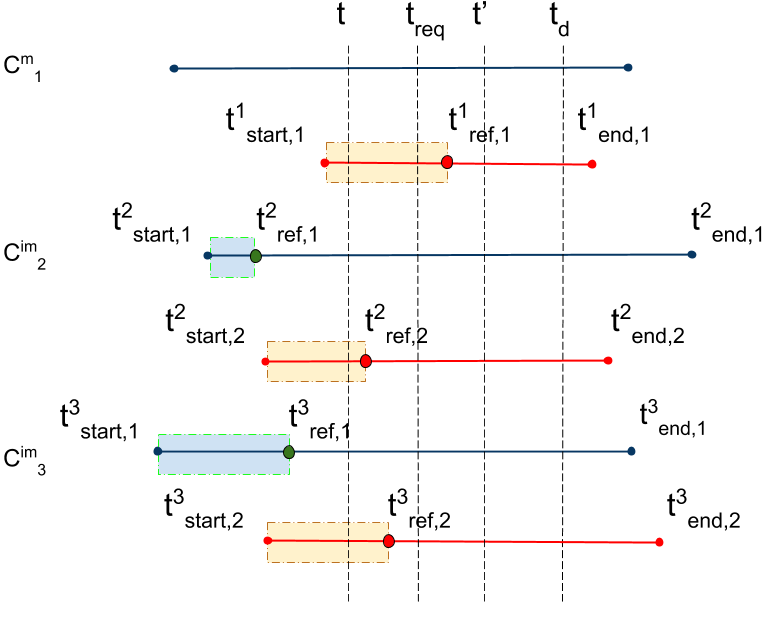 t t_req t’ t_d
C^m_1
t^1_start,1 t^1_ref,1 t^1_end,1
t^2_start,1 t^2_ref,1 t^2_end,1
C^im_2
t^2_start,2 t^2_ref,2 t^2_end,2
t^3_start,1 t^3_ref,1 t^3_end,1
C^im_3
t^3_start,2 t^3_ref,2 t^3_end,2